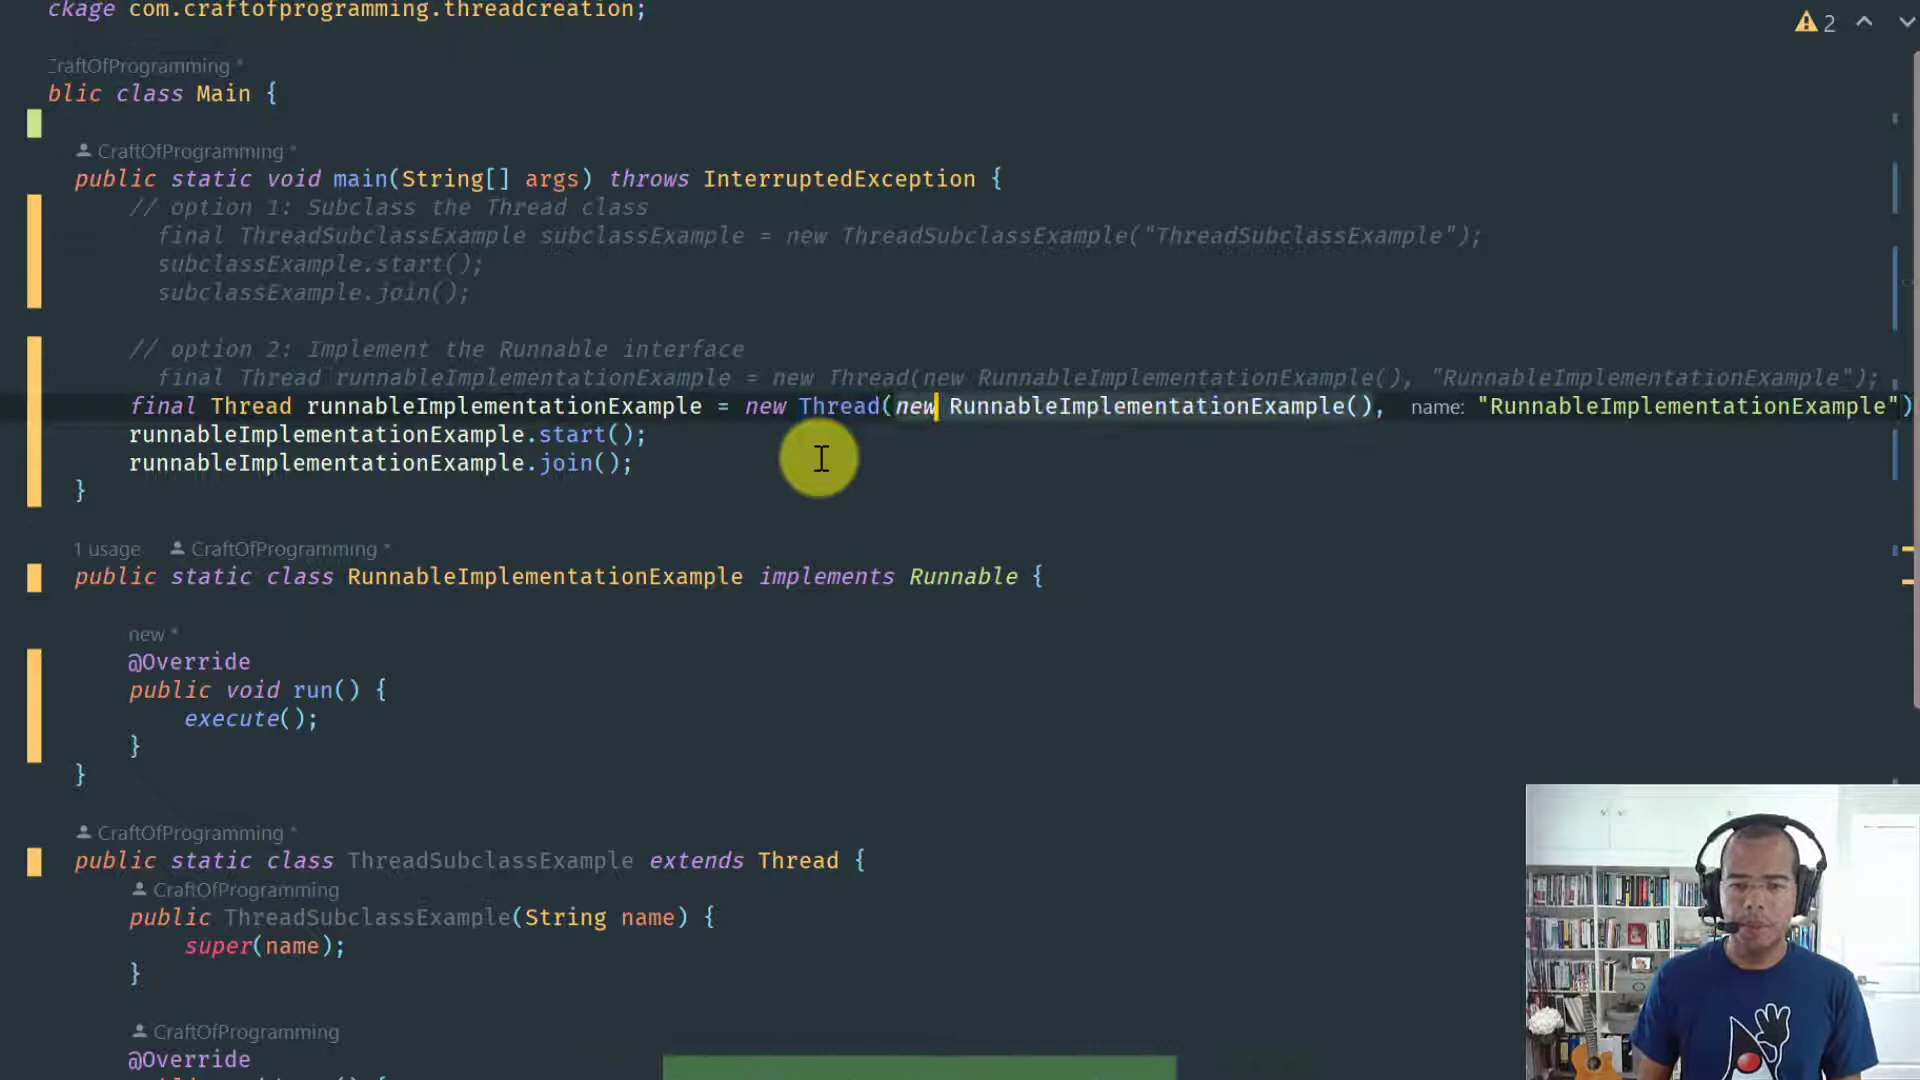 ckage com.craftofprogramming.threadcreation;
2
CraftOfProgramming *
blic class Main {
CraftOfProgramming *
public static void main(String[] args) throws InterruptedException {
// option 1: Subclass the Thread class
final ThreadSubclassExample subclassExample = new ThreadSubclassExample("ThreadSubclassExample");
subclassExample.start();
subclassExample.join();
// option 2: Implement the Runnable interface
final Thread runnableImplementationExample = new Thread(new RunnableImplementationExample(), "RunnableImplementationExample");
final Thread runnableImplementationExample = new Thread(new RunnableImplementationExample(), name: "RunnableImplementationExample")
runnableImplementationExample.start();
runnableImplementationExample.join();
}
1 usage CraftOfProgramming *
public static class RunnableImplementationExample implements Runnable {
new *
@Override
public void run() {
execute();
}
}
CraftOfProgramming *
public static class ThreadSubclassExample extends Thread {
CraftOfProgramming
public ThreadSubclassExample(String name) {
super(name);
}
CraftOfProgramming
@Override